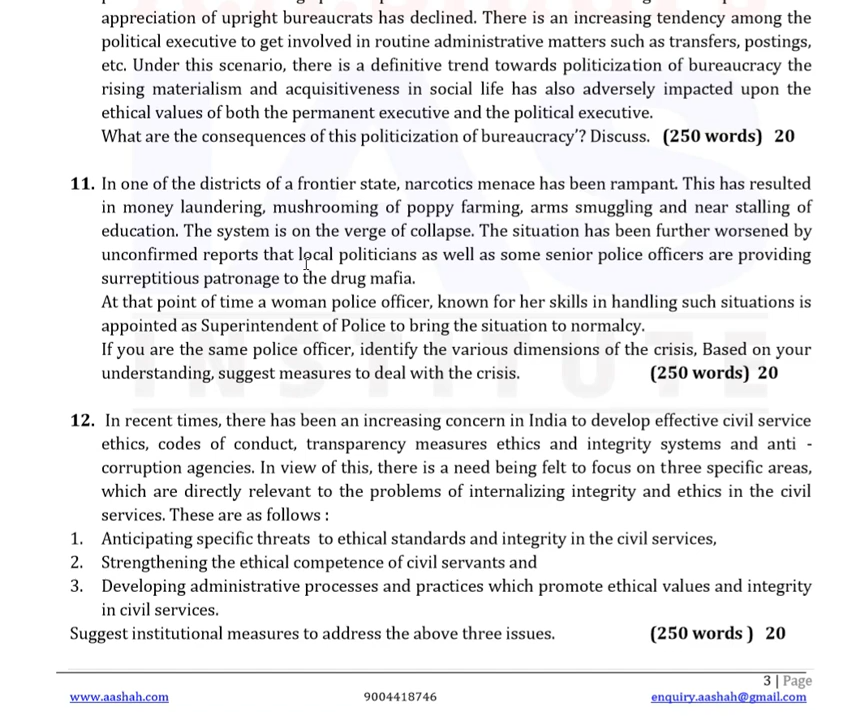 appreciation of upright bureaucrats has declined. There is an increasing tendency among the
political executive to get involved in routine administrative matters such as transfers, postings,
etc. Under this scenario, there is a definitive trend towards politicization of bureaucracy the
rising materialism and acquisitiveness in social life has also adversely impacted upon the
ethical values of both the permanent executive and the political executive.
What are the consequences of this politicization of bureaucracy'? Discuss. (250 words) 20
11. In one of the districts of a frontier state, narcotics menace has been rampant. This has resulted
in money laundering, mushrooming of poppy farming, arms smuggling and near stalling of
education. The system is on the verge of collapse. The situation has been further worsened by
unconfirmed reports that local politicians as well as some senior police officers are providing
surreptitious patronage to the drug mafia.
At that point of time a woman police officer, known for her skills in handling such situations is
appointed as Superintendent of Police to bring the situation to normalcy.
If you are the same police officer, identify the various dimensions of the crisis, Based on your
understanding, suggest measures to deal with the crisis. (250 words) 20
12. In recent times, there has been an increasing concern in India to develop effective civil service
ethics, codes of conduct, transparency measures ethics and integrity systems and anti -
corruption agencies. In view of this, there is a need being felt to focus on three specific areas,
which are directly relevant to the problems of internalizing integrity and ethics in the civil
services. These are as follows :
1. Anticipating specific threats to ethical standards and integrity in the civil services,
2. Strengthening the ethical competence of civil servants and
3. Developing administrative processes and practices which promote ethical values and integrity
in civil services.
Suggest institutional measures to address the above three issues. (250 words ) 20
3 | Page
www.aashah.com 9004418746 enquiry.aashah@gmail.com
IAS
INSTITUTE